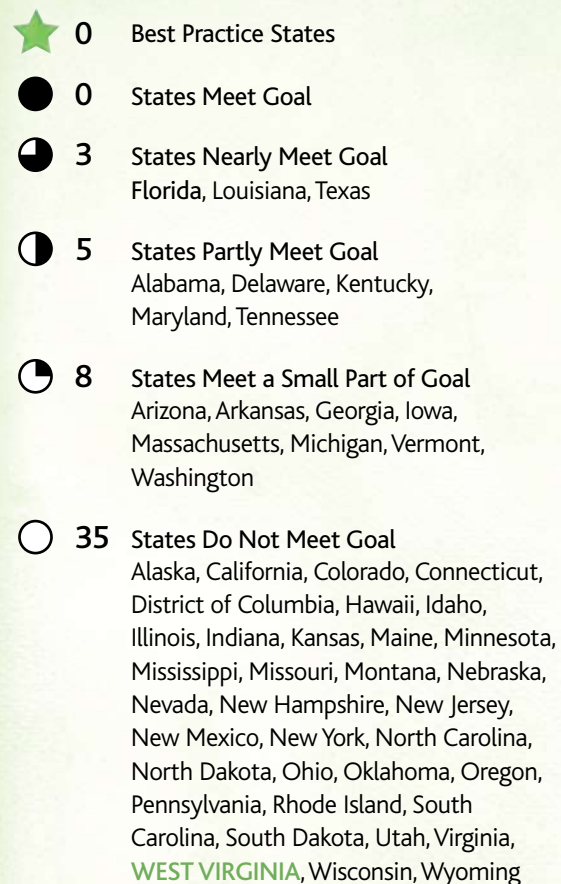 0 Best Practice States
0 States Meet Goal
3 States Nearly Meet Goal
Florida, Louisiana, Texas
5 States Partly Meet Goal
Alabama, Delaware, Kentucky,
Maryland, Tennessee
8 States Meet a Small Part of Goal
Arizona, Arkansas, Georgia, Iowa,
Massachusetts, Michigan, Vermont,
Washington
35 States Do Not Meet Goal
Alaska, California, Colorado, Connecticut,
District of Columbia, Hawaii, Idaho,
Illinois, Indiana, Kansas, Maine, Minnesota,
Mississippi, Missouri, Montana, Nebraska,
Nevada, New Hampshire, New Jersey,
New Mexico, New York, North Carolina,
North Dakota, Ohio, Oklahoma, Oregon,
Pennsylvania, Rhode Island, South
Carolina, South Dakota, Utah, Virginia,
WEST VIRGINIA, Wisconsin, Wyoming